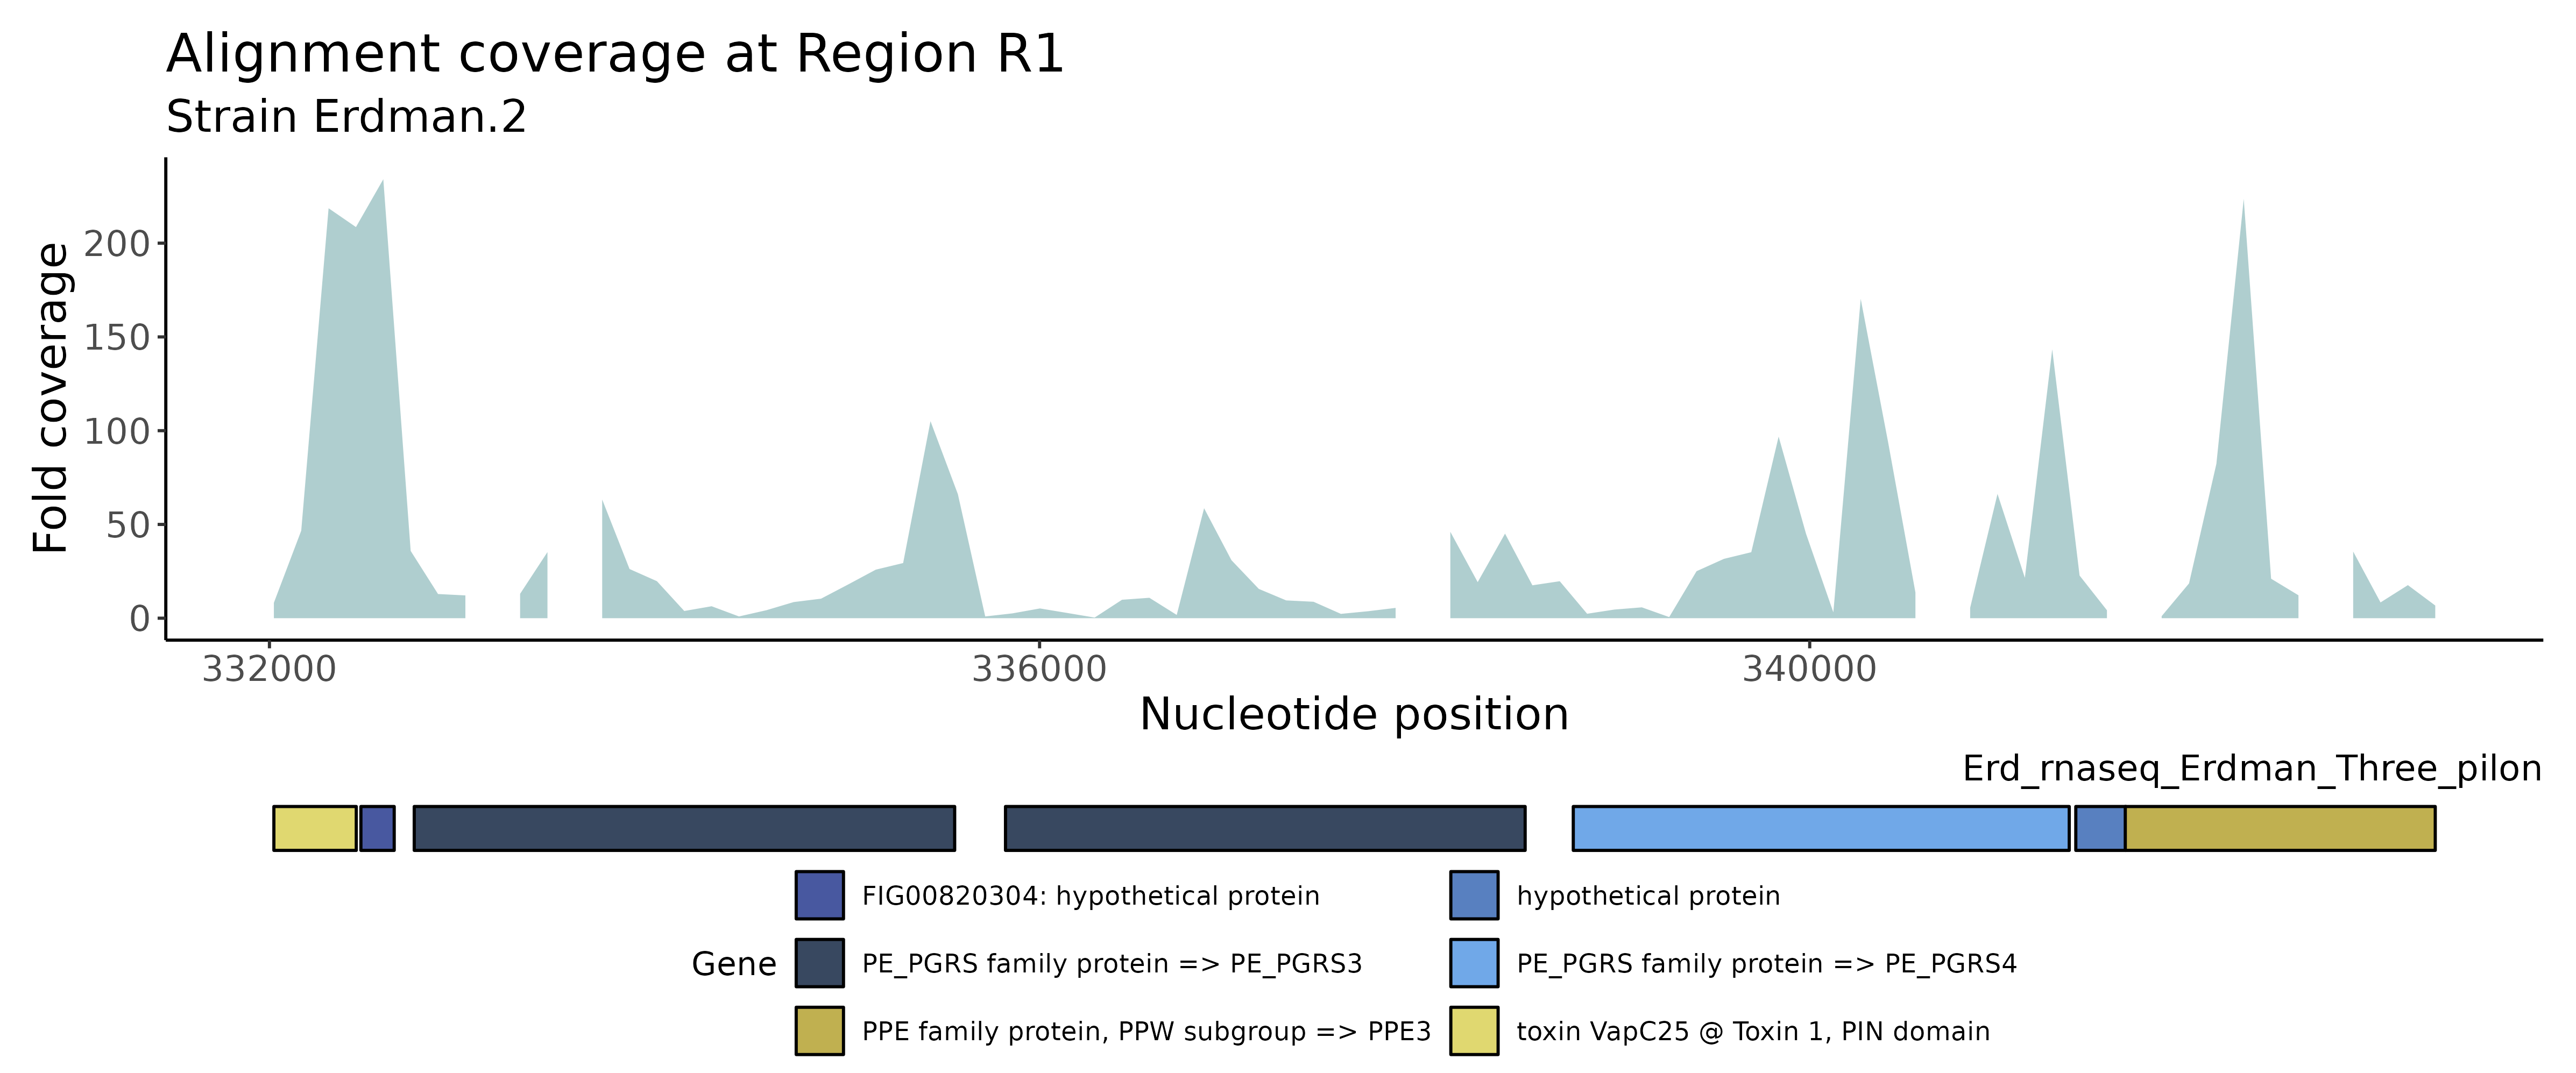 Alignment coverage at Region R1
Strain Erdman.2
Fold coverage
200
150
100
50
0
332000
336000
340000
Nucleotide position
Erd_rnaseq_Erdman_Three_pilon
Gene
FIG00820304: hypothetical protein
hypothetical protein
PE_PGRS family protein => PE_PGRS3
PE_PGRS family protein => PE_PGRS4
PPE family protein, PPW subgroup => PPE3
toxin VapC25 @ Toxin 1, PIN domain